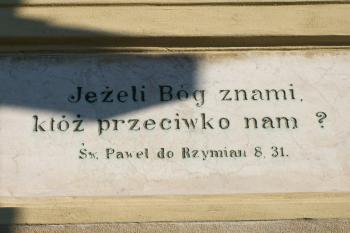 Jeżeli Bóg znami,
któż przeciwko nam ?
Św. Paweł do Rzymian 8, 31.